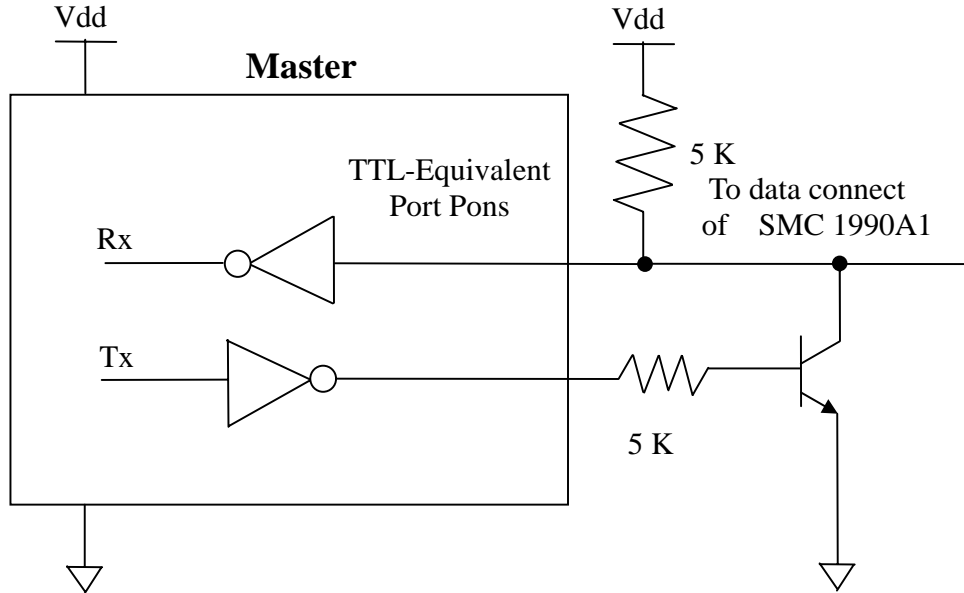 Vdd
Vdd
Master
TTL-Equivalent
Port Pons
5 K
To data connect
of SMC 1990A1
Rx
Tx
5 K